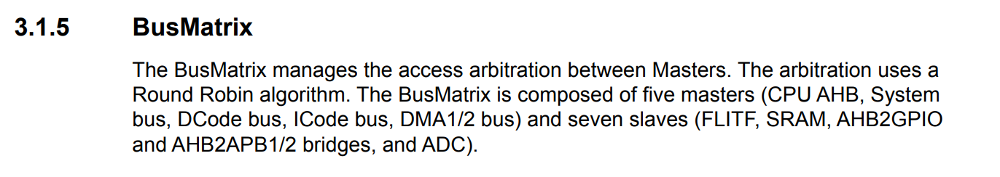 3.1.5 BusMatrix
The BusMatrix manages the access arbitration between Masters. The arbitration uses a
Round Robin algorithm. The BusMatrix is composed of five masters (CPU AHB, System
bus, DCode bus, ICode bus, DMA1/2 bus) and seven slaves (FLITF, SRAM, AHB2GPIO
and AHB2APB1/2 bridges, and ADC).